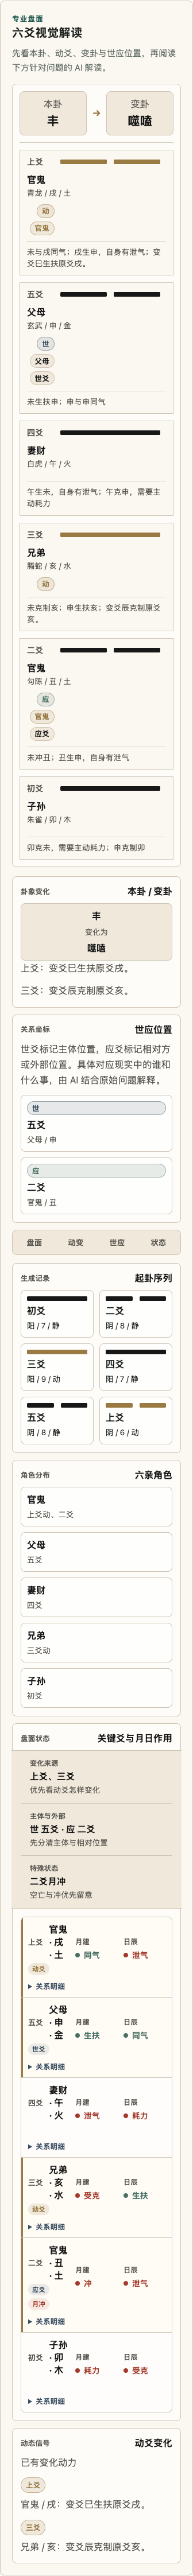 专业盘面
六爻视觉解读
先看本卦、动爻、变卦与世应位置，再阅读
下方针对问题的 AI 解读。
本卦
丰
→
变卦
噬嗑
上爻
官鬼
青龙 / 戌 / 土
动
官鬼
未与戌同气；戌生申，自身有泄气；变
爻巳生扶原爻戌。
五爻
父母
玄武 / 申 / 金
世
父母
世爻
未生扶申；申与申同气
四爻
妻财
白虎 / 午 / 火
午生未，自身有泄气；午克申，需要主
动耗力
三爻
兄弟
螣蛇 / 亥 / 水
动
未克制亥；申生扶亥；变爻辰克制原爻
亥。
二爻
官鬼
勾陈 / 丑 / 土
应
官鬼
应爻
未冲丑；丑生申，自身有泄气
初爻
子孙
朱雀 / 卯 / 木
卯克未，需要主动耗力；申克制卯
卦象变化
本卦 / 变卦
丰
变化为
噬嗑
上爻：变爻巳生扶原爻戌。
三爻：变爻辰克制原爻亥。
关系坐标
世应位置
世爻标记主体位置，应爻标记相对方
或外部位置。具体对应现实中的谁和
什么事，由 AI 结合原始问题解释。
世
五爻
父母 / 申
应
二爻
官鬼 / 丑
盘面
动变
世应
状态
生成记录
起卦序列
初爻
阳 / 7 / 静
二爻
阴 / 8 / 静
三爻
阳 / 9 / 动
四爻
阳 / 7 / 静
五爻
阴 / 8 / 静
上爻
阴 / 6 / 动
角色分布
六亲角色
官鬼
上爻动、二爻
父母
五爻
妻财
四爻
兄弟
三爻动
子孙
初爻
盘面状态
关键爻与月日作用
变化来源
上爻、三爻
优先看动爻怎样变化
主体与外部
世 五爻 · 应 二爻
先分清主体与相对位置
特殊状态
二爻月冲
空亡与冲优先留意
上爻
动爻
官鬼
· 戌
· 土
月建
同气
日辰
泄气
▶ 关系明细
五爻
世爻
父母
· 申
· 金
月建
生扶
日辰
同气
▶ 关系明细
四爻
妻财
· 午
· 火
月建
泄气
日辰
耗力
▶ 关系明细
三爻
动爻
兄弟
· 亥
· 水
月建
受克
日辰
生扶
▶ 关系明细
二爻
应爻
月冲
官鬼
· 丑
· 土
月建
冲
日辰
泄气
▶ 关系明细
初爻
子孙
· 卯
· 木
月建
耗力
日辰
受克
▶ 关系明细
动态信号
动爻变化
已有变化动力
上爻
官鬼 / 戌：变爻巳生扶原爻戌。
三爻
兄弟 / 亥：变爻辰克制原爻亥。